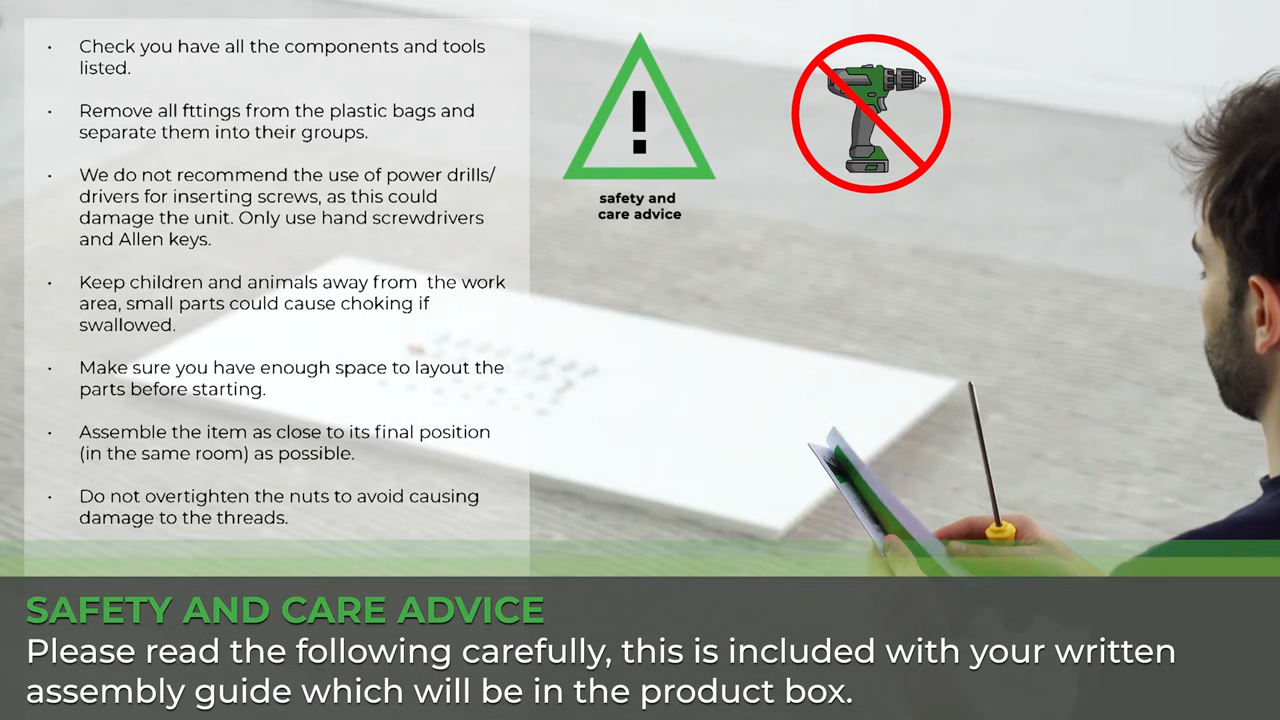 • Check you have all the components and tools
listed.
• Remove all fttings from the plastic bags and
separate them into their groups.
• We do not recommend the use of power drills/
drivers for inserting screws, as this could
damage the unit. Only use hand screwdrivers
and Allen keys.
• Keep children and animals away from the work
area, small parts could cause choking if
swallowed.
• Make sure you have enough space to layout the
parts before starting.
• Assemble the item as close to its final position
(in the same room) as possible.
• Do not overtighten the nuts to avoid causing
damage to the threads.
!
safety and
care advice
SAFETY AND CARE ADVICE
Please read the following carefully, this is included with your written
assembly guide which will be in the product box.